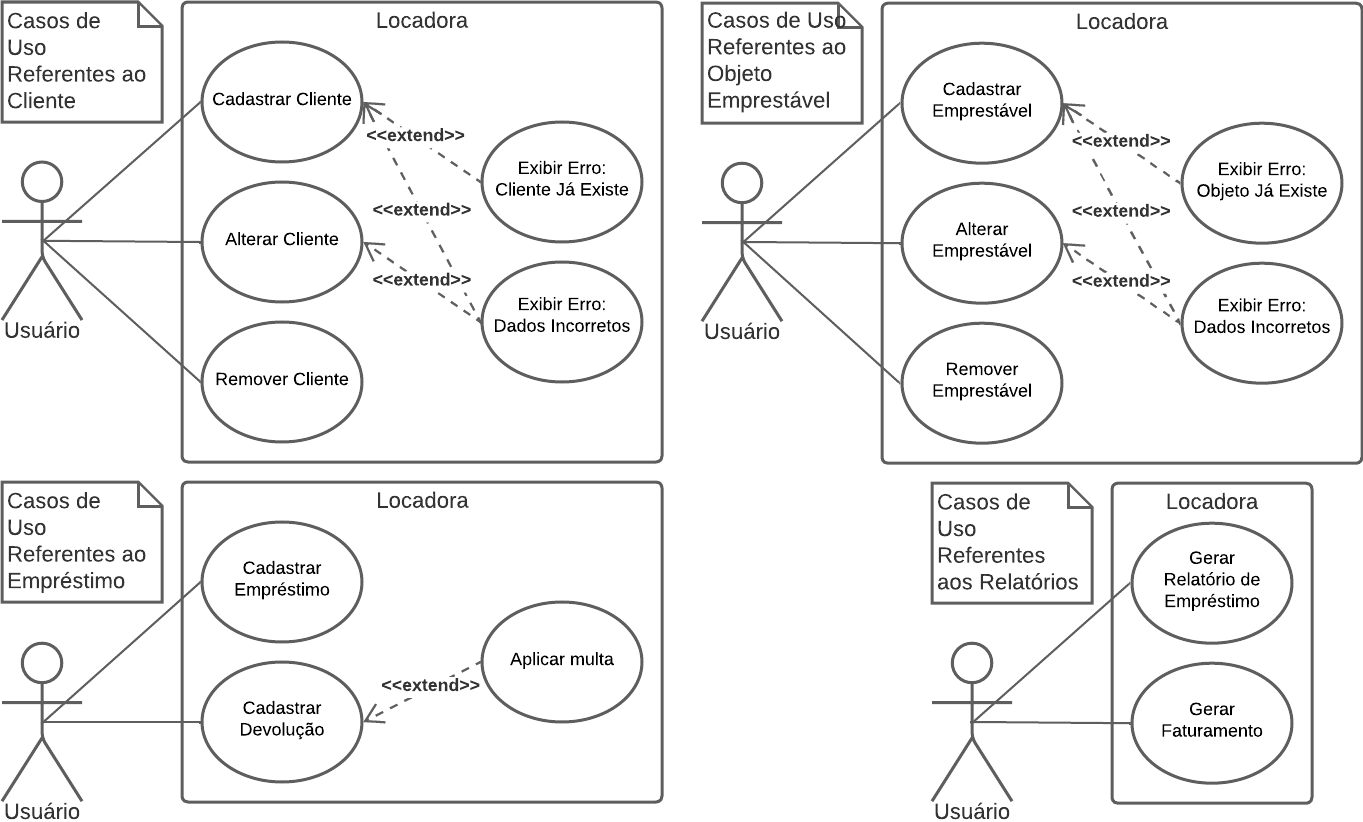 Casos de
Uso
Referentes ao
Cliente
Locadora
Cadastrar Cliente
<<extend>>
Exibir Erro:
Cliente Já Existe
<<extend>>
Alterar Cliente
<<extend>>
Exibir Erro:
Dados Incorretos
Usuário
Remover Cliente
Casos de Uso
Referentes ao
Objeto
Emprestável
Locadora
Cadastrar
Emprestável
<<extend>>
Exibir Erro:
Objeto Já Existe
<<extend>>
Alterar
Emprestável
<<extend>>
Exibir Erro:
Dados Incorretos
Usuário
Remover
Emprestável
Casos de
Uso
Referentes ao
Empréstimo
Locadora
Cadastrar
Empréstimo
Aplicar multa
<<extend>>
Cadastrar
Devolução
Usuário
Casos de
Uso
Referentes
aos Relatórios
Locadora
Gerar
Relatório de
Empréstimo
Gerar
Faturamento
Usuário